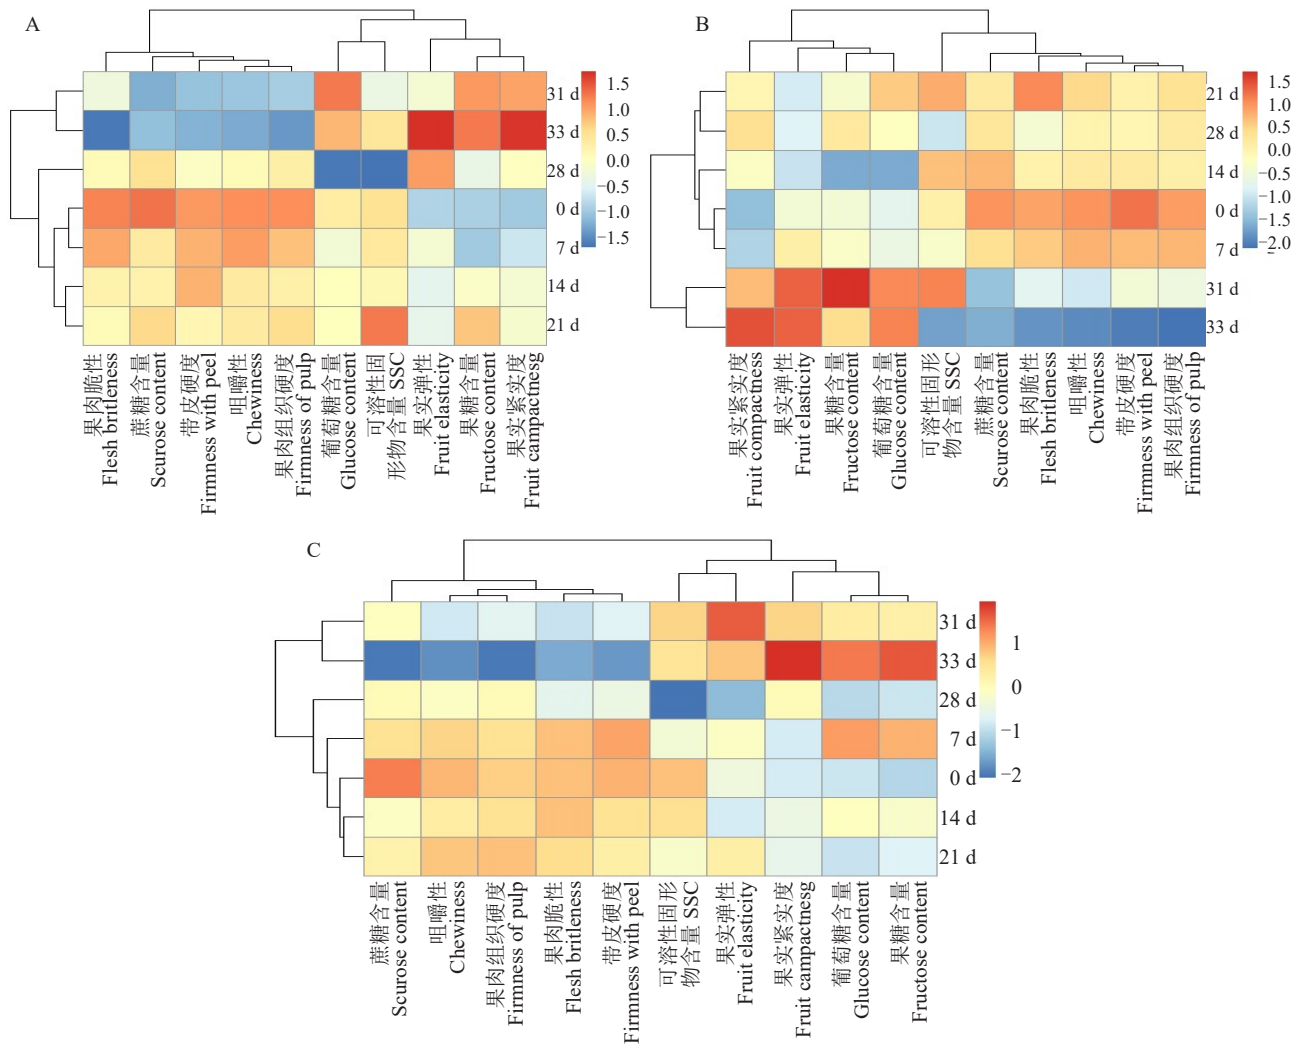 A
31 d
33 d
28 d
0 d
7 d
14 d
21 d
1.5
1.0
0.5
0.0
−0.5
−1.0
−1.5
果肉脆性
Flesh britleness
蔗糖含量
Scurose content
带皮硬度
Firmness with peel
咀嚼性
Chewiness
果肉组织硬度
Firmness of pulp
葡萄糖含量
Glucose content
可溶性固
形物含量 SSC
果实弹性
Fruit elasticity
果糖含量
Fructose content
果实紧实度
Fruit campactnesg
B
21 d
28 d
14 d
0 d
7 d
31 d
33 d
1.5
1.0
0.5
0.0
−0.5
−1.0
−1.5
−2.0
果实紧实度
Fruit compactness
果实弹性
Fruit elasticity
果糖含量
Fructose content
葡萄糖含量
Glucose content
可溶性固形
物含量 SSC
蔗糖含量
Scurose content
果肉脆性
Flesh britleness
咀嚼性
Chewiness
带皮硬度
Firmness with peel
果肉组织硬度
Firmness of pulp
C
31 d
33 d
28 d
7 d
0 d
14 d
21 d
1
0
−1
−2
蔗糖含量
Scurose content
咀嚼性
Chewiness
果肉组织硬度
Firmness of pulp
果肉脆性
Flesh britleness
带皮硬度
Firmness with peel
可溶性固形
物含量 SSC
果实弹性
Fruit elasticity
果实紧实度
Fruit campactnesg
葡萄糖含量
Glucose content
果糖含量
Fructose content